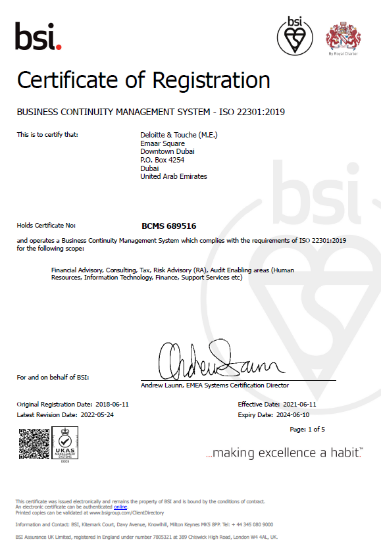 bsi.
bsi
By Royal Charter
Certificate of Registration
BUSINESS CONTINUITY MANAGEMENT SYSTEM - ISO 22301:2019
This is to certify that:
Deloitte & Touche (M.E.)
Emaar Square
Downtown Dubai
P.O. Box 4254
Dubai
United Arab Emirates
bsi
Holds Certificate No:
BCMS 689516
and operates a Business Continuity Management System which complies with the requirements of ISO 22301:2019
for the following scope:
Financial Advisory, Consulting, Tax, Risk Advisory (RA), Audit Enabling areas (Human
Resources, Information Technology, Finance, Support Services etc)
For and on behalf of BSI:
Andrew Launn, EMEA Systems Certification Director
Original Registration Date: 2018-06-11
Effective Date: 2021-06-11
Latest Revision Date: 2022-05-24
Expiry Date: 2024-06-10
Page: 1 of 5
UKAS
MANAGEMENT
SYSTEMS
...making excellence a habit.™
This certificate was issued electronically and remains the property of BSI and is bound by the conditions of contract.
An electronic certificate can be authenticated online
Printed copies can be validated at www.bsigroup.com/ClientDirectory
Information and Contact: BSI, Kitemark Court, Davy Avenue, Knowlhill, Milton Keynes MK5 8PP. Tel: + 44 345 080 9000
BSI Assurance UK Limited, registered in England under number 7805321 at 389 Chiswick High Road, London W4 4AL, UK.